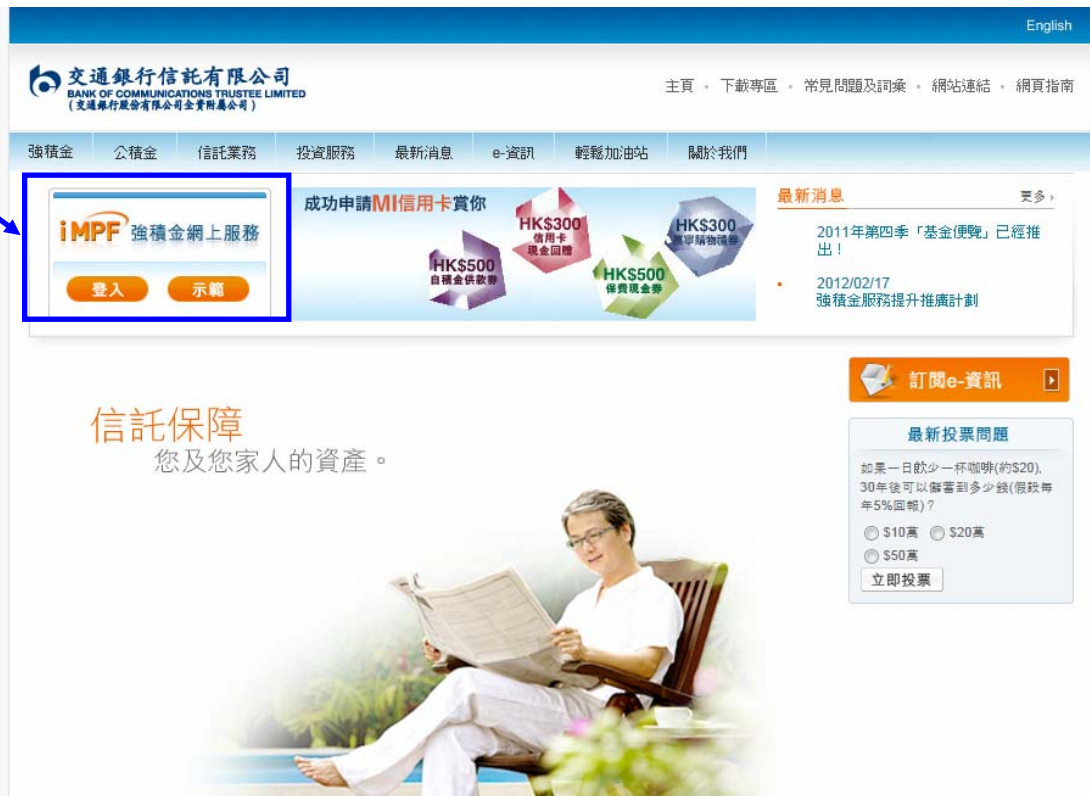 English
交通銀行信託有限公司
BANK OF COMMUNICATIONS TRUSTEE LIMITED
(交通銀行股份有限公司全資附屬公司)
主頁 • 下載專區 • 常見問題及詞彙 • 網站連結 • 網頁指南
強積金 公積金 信託業務 投資服務 最新消息 e-資訊 輕鬆加油站 關於我們
iMPF 強積金網上服務
登入 示範
成功申請MI信用卡賞你
HK$300
信用卡
現金回贈
HK$300
萬寧購物禮券
HK$500
自積金供款券
HK$500
保費現金券
最新消息 更多
2011年第四季「基金便覽」已經推
出!
2012/02/17
強積金服務提升推廣計劃
信託保障
您及您家人的資產。
訂閱e-資訊
最新投票問題
如果一日飲少一杯咖啡(約$20),
30年後可以儲蓄到多少錢(假設每
年5%回報)?
$10萬 $20萬
$50萬
立即投票